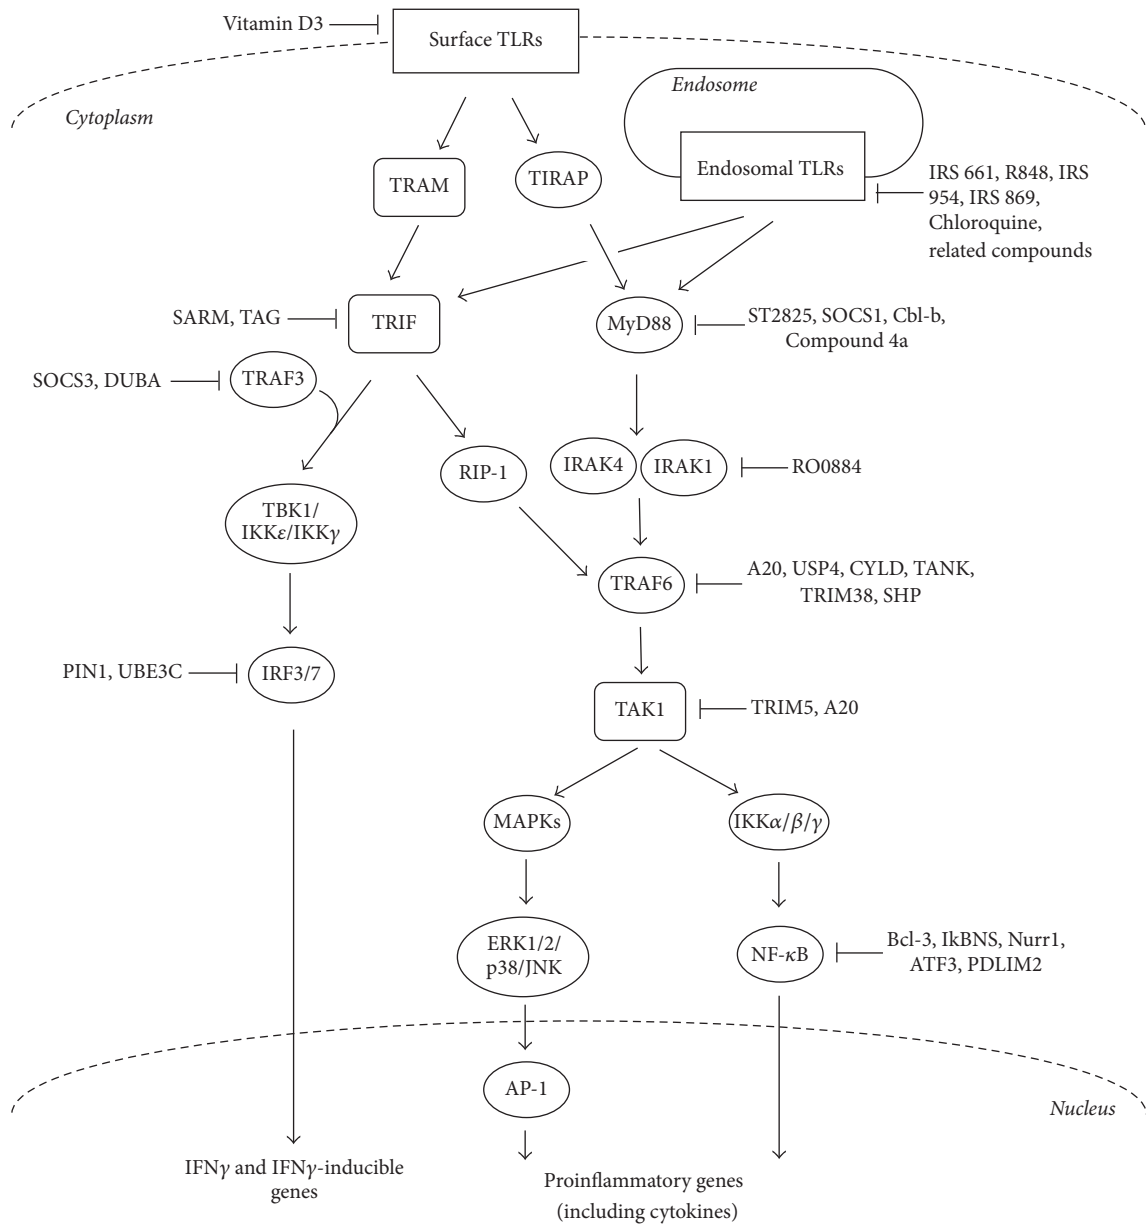 Vitamin D3
Surface TLRs
Endosome
Cytoplasm
Endosomal TLRs
TRAM
TIRAP
IRS 661, R848, IRS
954, IRS 869,
Chloroquine,
related compounds
SARM, TAG
TRIF
MyD88
ST2825, SOCS1, Cbl-b,
Compound 4a
SOCS3, DUBA
TRAF3
RIP-1
IRAK4
IRAK1
RO0884
TBK1/
IKKε/IKKγ
TRAF6
A20, USP4, CYLD, TANK,
TRIM38, SHP
PIN1, UBE3C
IRF3/7
TAK1
TRIM5, A20
MAPKs
IKKα/β/γ
ERK1/2/
p38/JNK
NF-κB
Bcl-3, IkBNS, Nurr1,
ATF3, PDLIM2
AP-1
Nucleus
IFNγ and IFNγ-inducible
genes
Proinflammatory genes
(including cytokines)